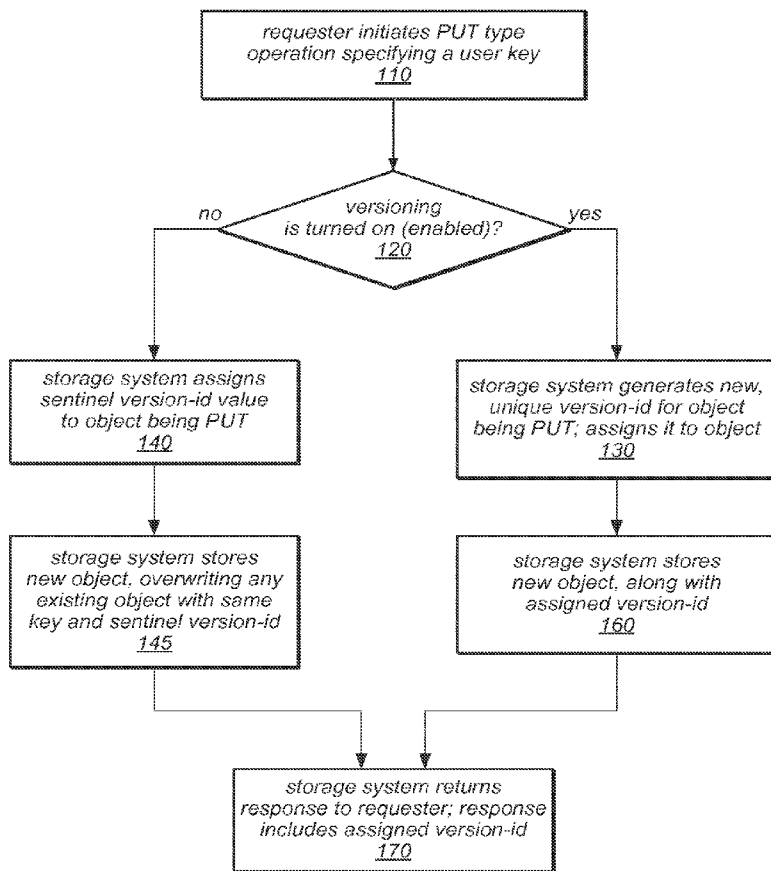 requester initiates PUT type
operation specifying a user key
110
versioning
is turned on (enabled)?
120
no
yes
storage system assigns
sentinel version-id value
to object being PUT
140
storage system generates new,
unique version-id for object
being PUT; assigns it to object
130
storage system stores
new object, overwriting any
existing object with same
key and sentinel version-id
145
storage system stores
new object, along with
assigned version-id
160
storage system returns
response to requester; response
includes assigned version-id
170